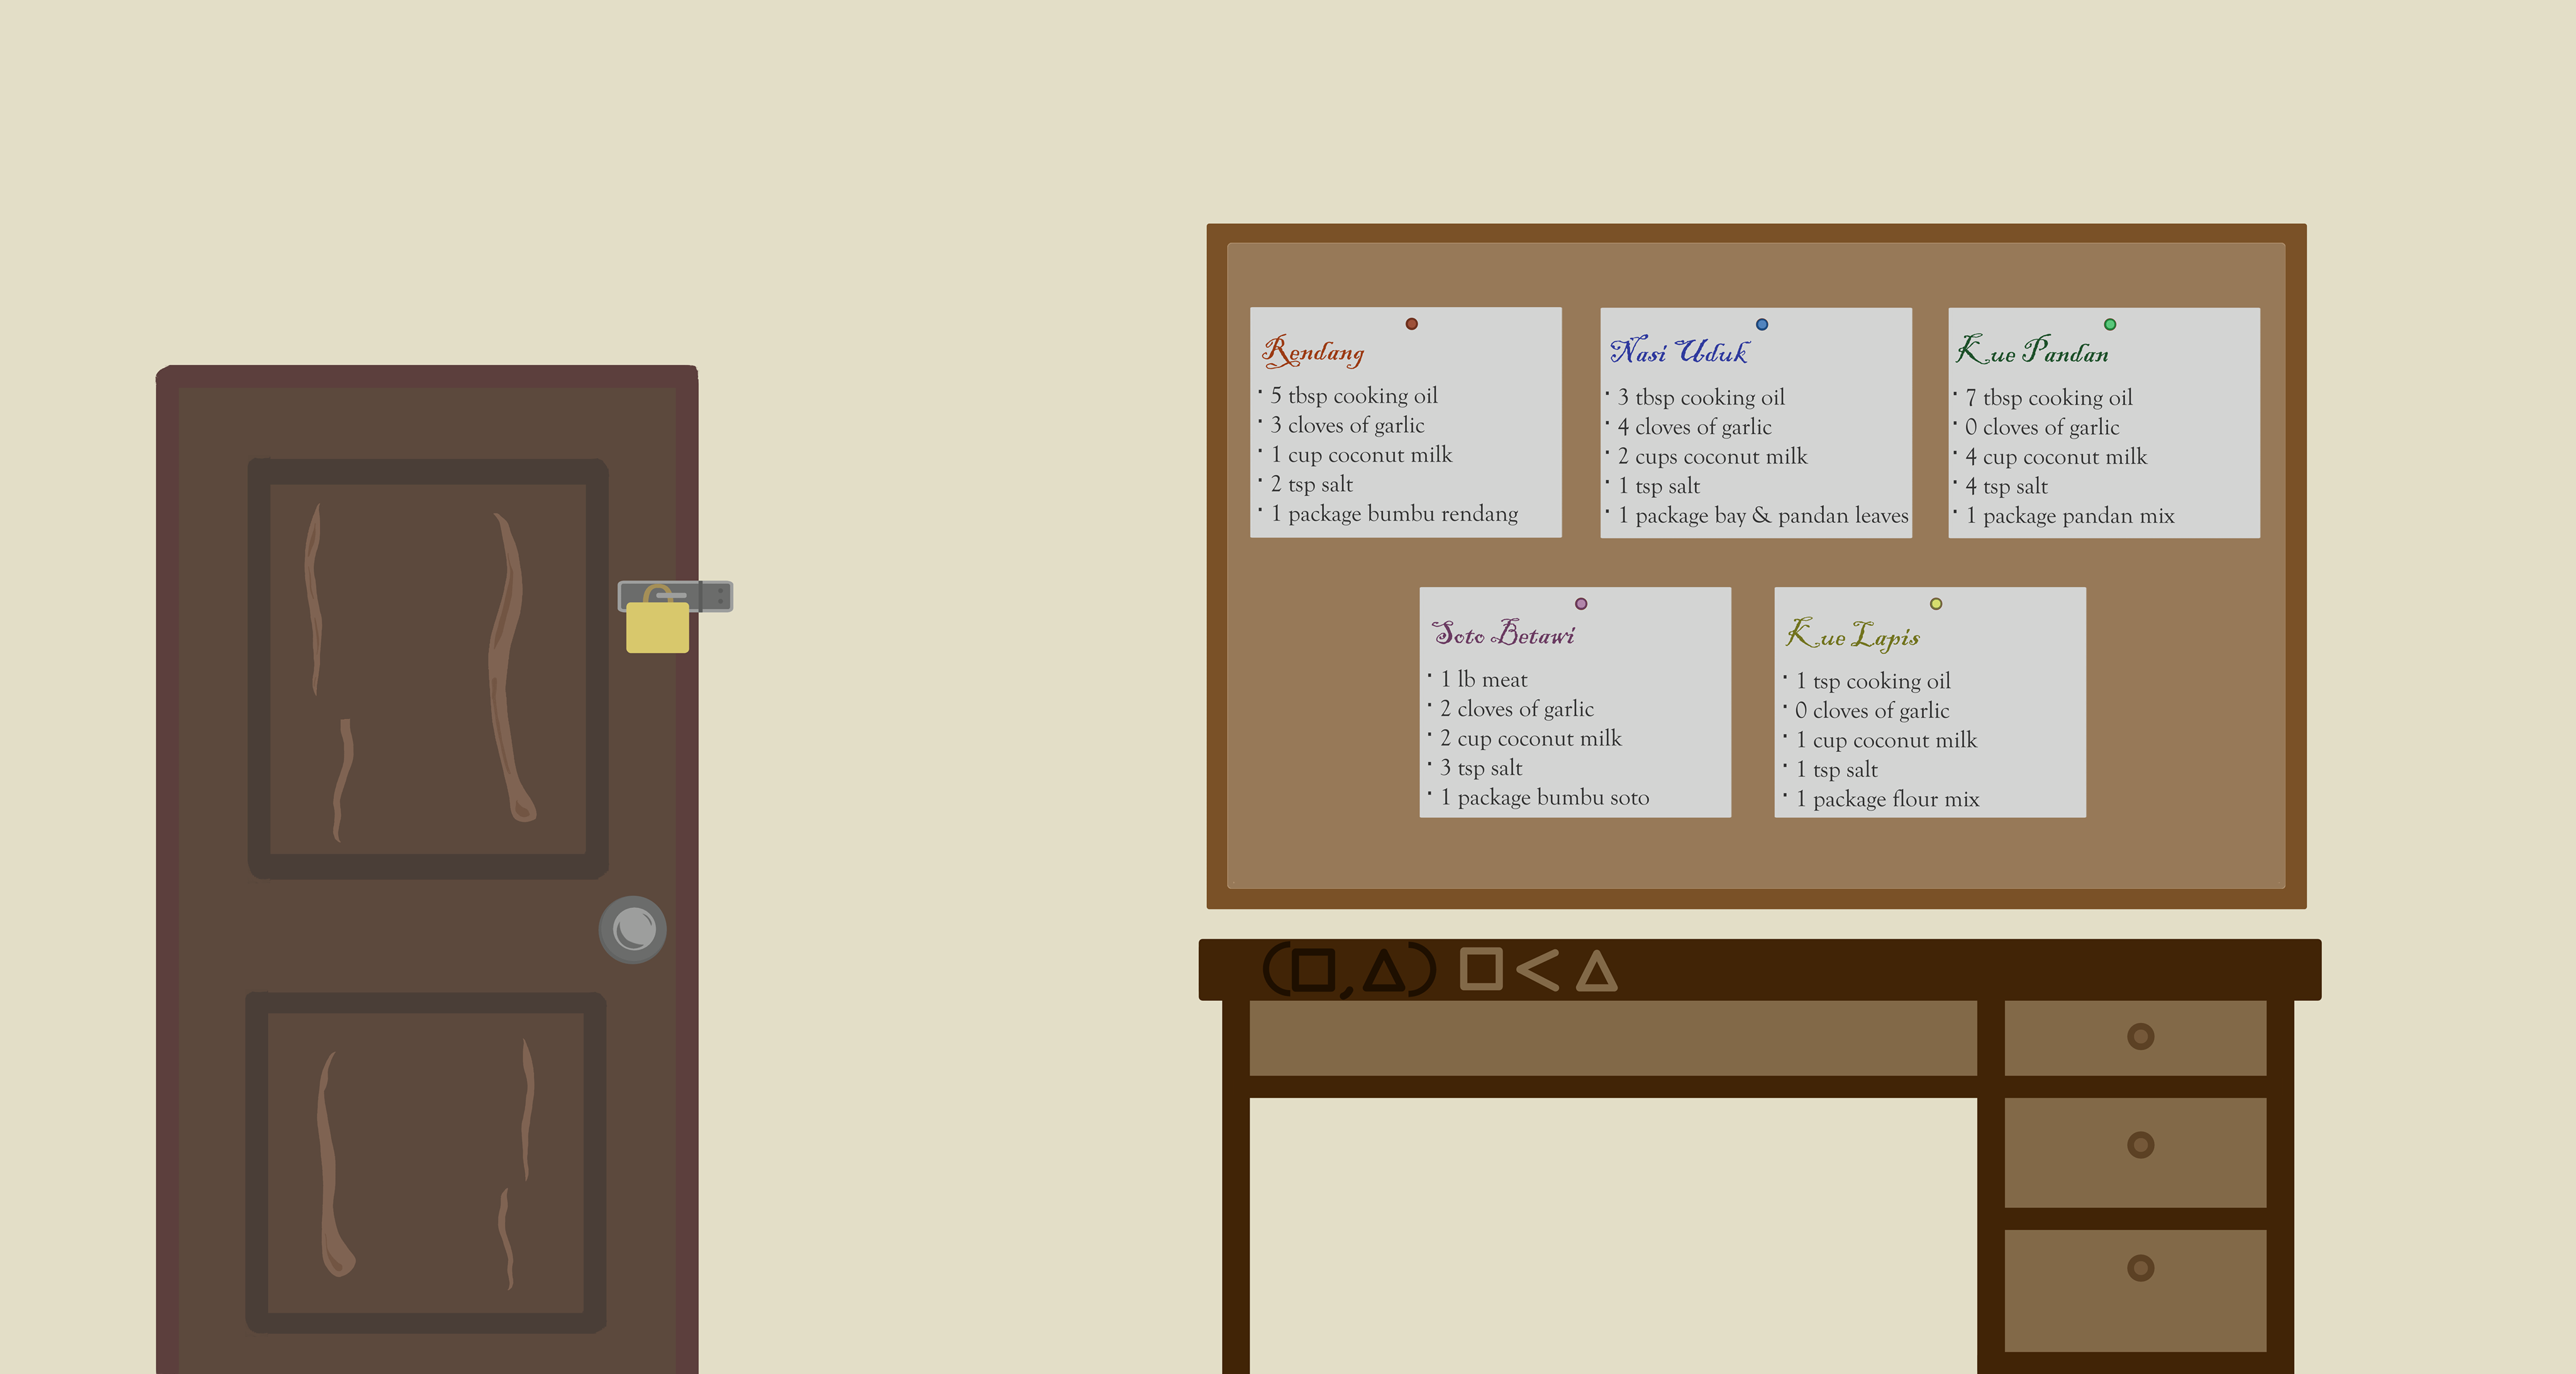 Rendang
· 5 tbsp cooking oil
· 3 cloves of garlic
· 1 cup coconut milk
· 2 tsp salt
· 1 package bumbu rendang
Nasi Uduk
· 3 tbsp cooking oil
· 4 cloves of garlic
· 2 cups coconut milk
· 1 tsp salt
· 1 package bay & pandan leaves
Kue Pandan
· 7 tbsp cooking oil
· 0 cloves of garlic
· 4 cup coconut milk
· 4 tsp salt
· 1 package pandan mix
Soto Betawi
· 1 lb meat
· 2 cloves of garlic
· 2 cup coconut milk
· 3 tsp salt
· 1 package bumbu soto
Kue Lapis
· 1 tsp cooking oil
· 0 cloves of garlic
· 1 cup coconut milk
· 1 tsp salt
· 1 package flour mix
(□,△) □<△